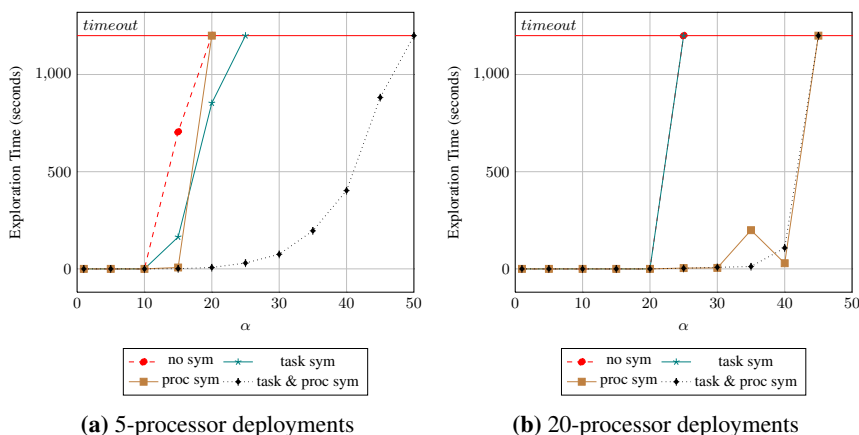 timeout
1,000
500
0
Exploration Time (seconds)
0 10 20 30 40 50
α
no sym task sym
proc sym task & proc sym
(a) 5-processor deployments
timeout
1,000
500
0
Exploration Time (seconds)
0 10 20 30 40 50
α
no sym task sym
proc sym task & proc sym
(b) 20-processor deployments